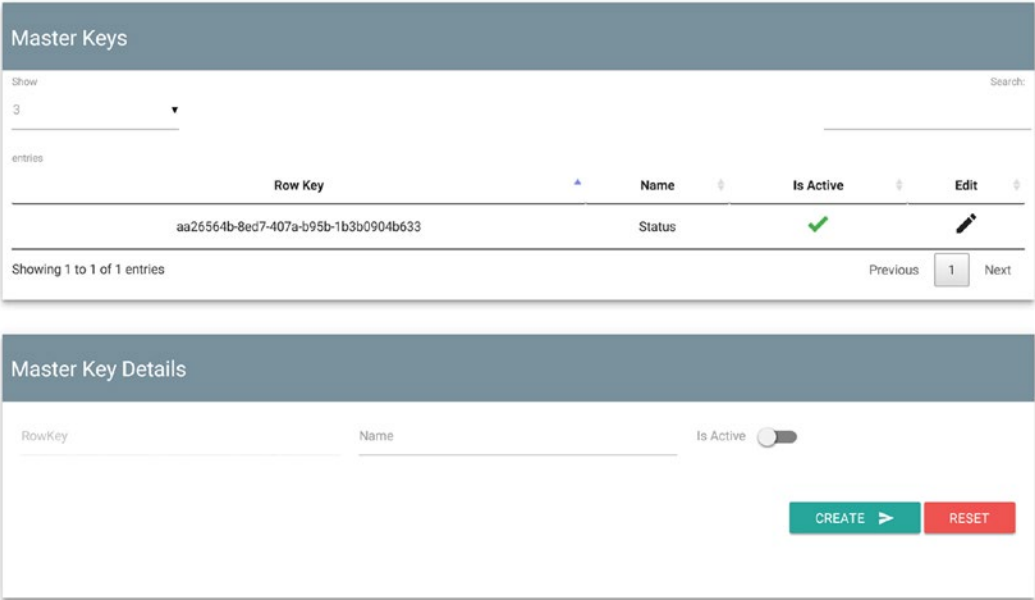 Master Keys
Show
Search:
3
entries
Row Key Name Is Active Edit
aa26564b-8ed7-407a-b95b-1b3b0904b633 Status
Showing 1 to 1 of 1 entries Previous 1 Next
Master Key Details
RowKey Name Is Active
CREATE RESET